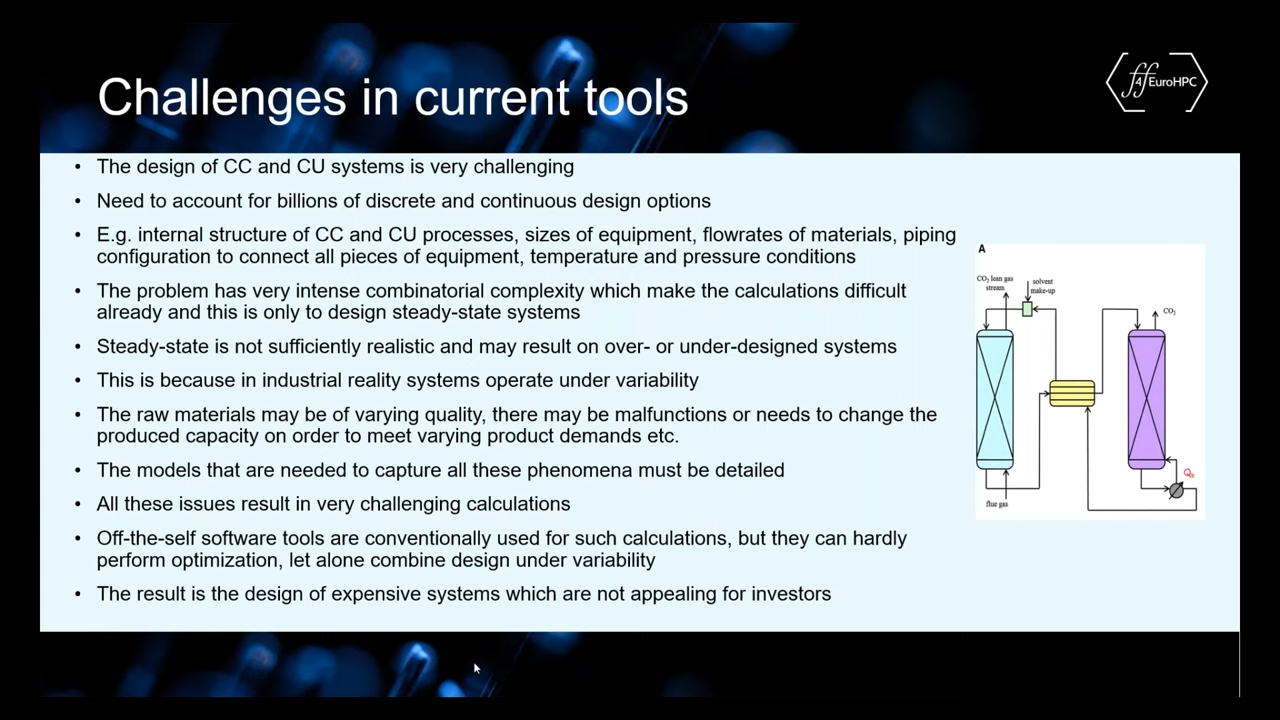 Challenges in current tools
ff4EuroHPC
• The design of CC and CU systems is very challenging
• Need to account for billions of discrete and continuous design options
• E.g. internal structure of CC and CU processes, sizes of equipment, flowrates of materials, piping
configuration to connect all pieces of equipment, temperature and pressure conditions
• The problem has very intense combinatorial complexity which make the calculations difficult
already and this is only to design steady-state systems
• Steady-state is not sufficiently realistic and may result on over- or under-designed systems
• This is because in industrial reality systems operate under variability
• The raw materials may be of varying quality, there may be malfunctions or needs to change the
produced capacity on order to meet varying product demands etc.
• The models that are needed to capture all these phenomena must be detailed
• All these issues result in very challenging calculations
• Off-the-self software tools are conventionally used for such calculations, but they can hardly
perform optimization, let alone combine design under variability
• The result is the design of expensive systems which are not appealing for investors
A
CO₂ lean gas
stream
solvent
make-up
CO₂
flue gas